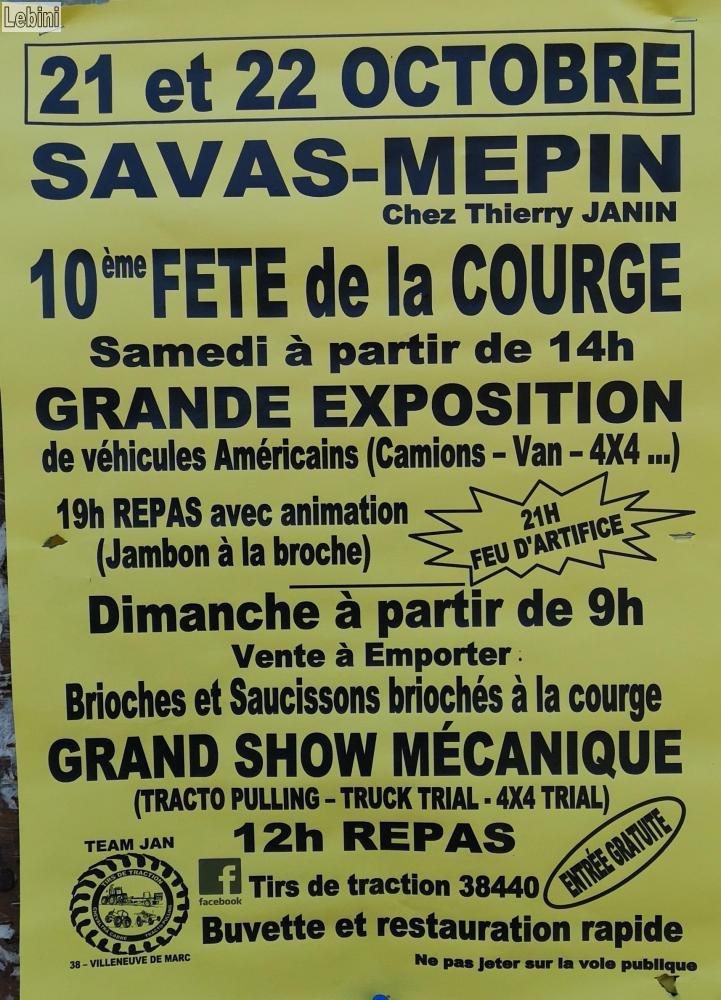 Lebini
21 et 22 OCTOBRE
SAVAS-MEPIN
Chez Thierry JANIN
10ème FETE de la COURGE
Samedi à partir de 14h
GRANDE EXPOSITION
de véhicules Américains (Camions – Van – 4X4 ...)
19h REPAS avec animation
(Jambon à la broche)
21H
FEU D'ARTIFICE
Dimanche à partir de 9h
Vente à Emporter :
Brioches et Saucissons briochés à la courge
GRAND SHOW MÉCANIQUE
(TRACTO PULLING – TRUCK TRIAL - 4X4 TRIAL)
12h REPAS
ENTRÉE GRATUITE
TEAM JAN
TIRS DE TRACTION
38 – VILLENEUVE DE MARC
f
facebook
Tirs de traction 38440
Buvette et restauration rapide
Ne pas jeter sur la voie publique